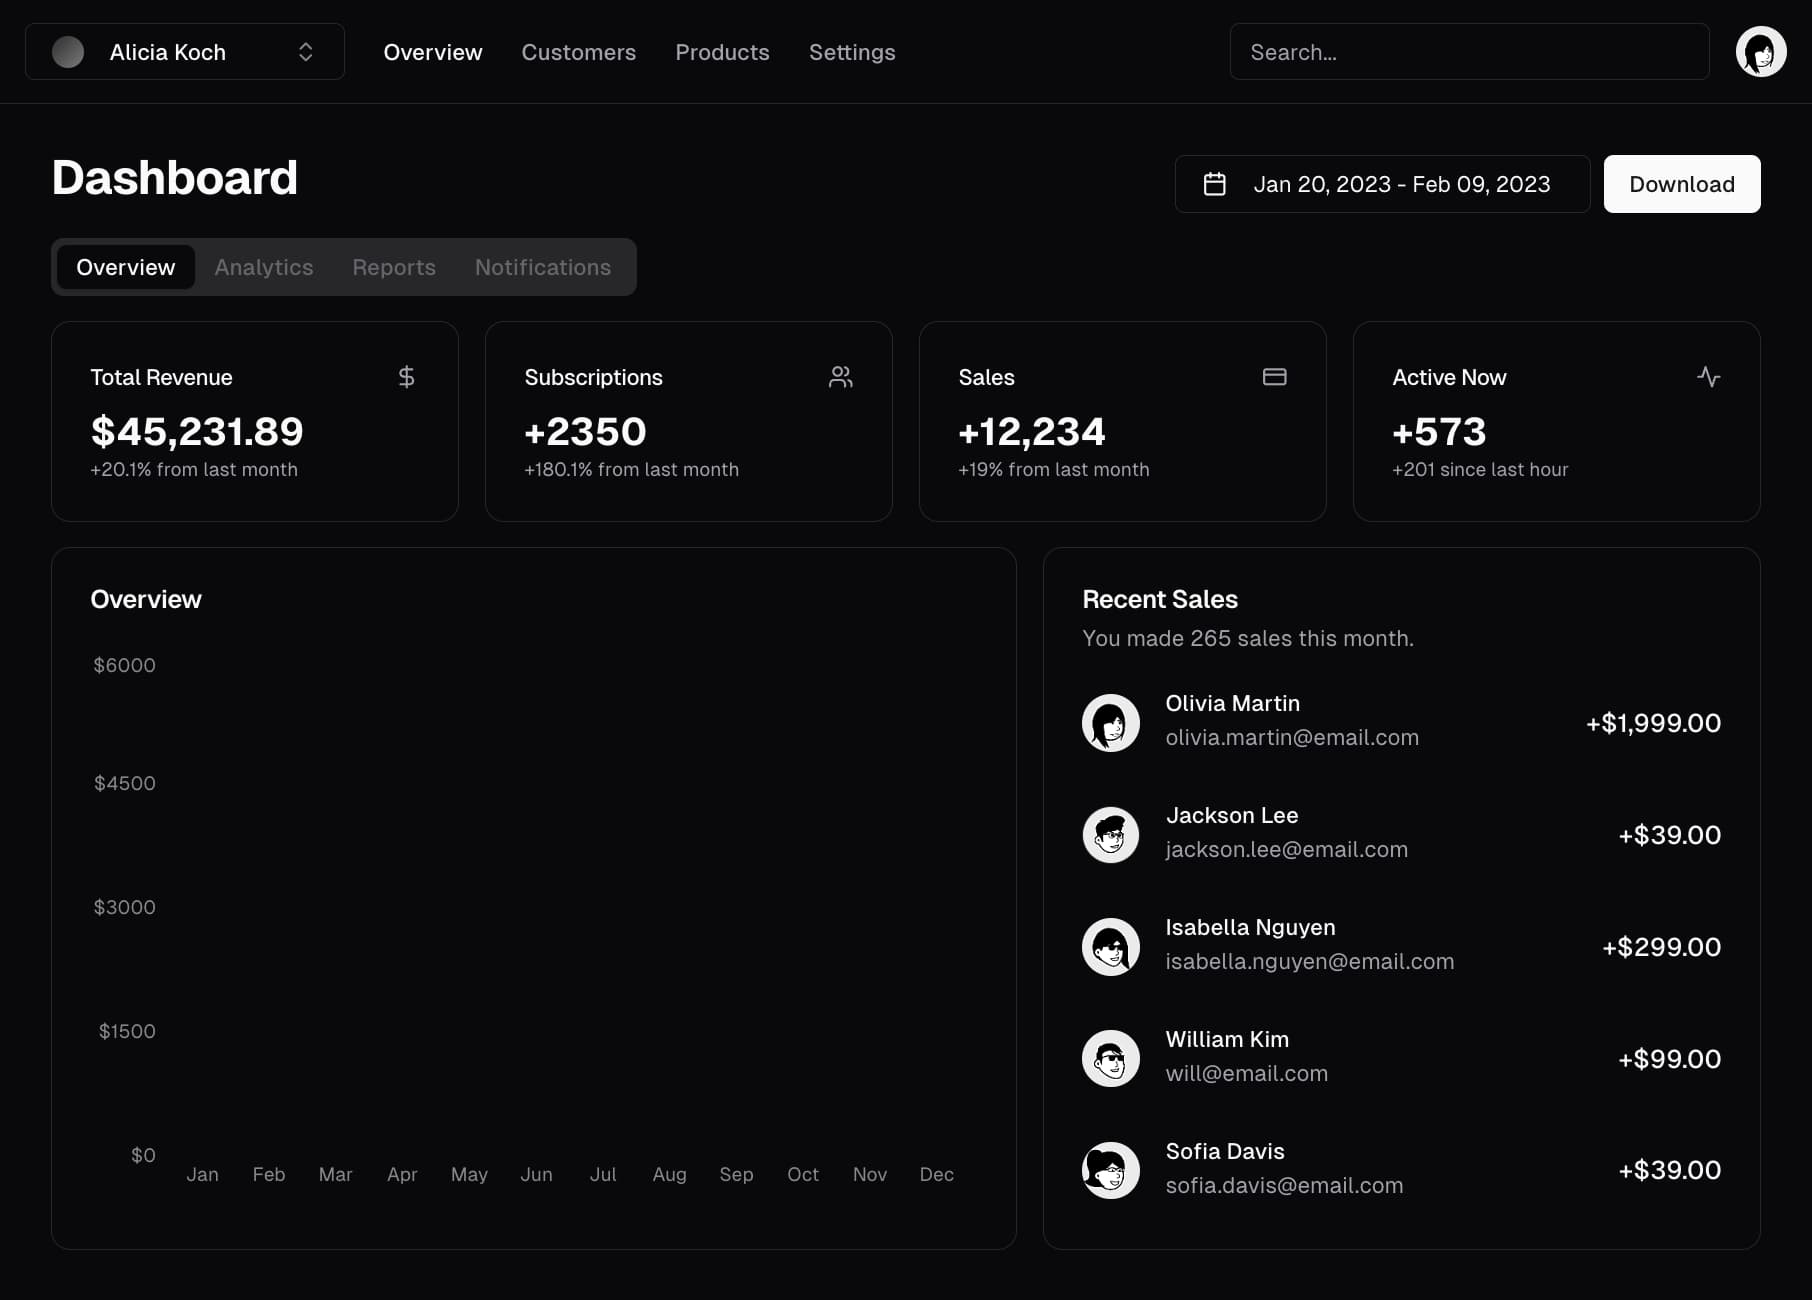 Alicia Koch
Overview
Customers
Products
Settings
Search...
Dashboard
Jan 20, 2023 - Feb 09, 2023
Download
Overview
Analytics
Reports
Notifications
Total Revenue
$45,231.89
+20.1% from last month
Subscriptions
+2350
+180.1% from last month
Sales
+12,234
+19% from last month
Active Now
+573
+201 since last hour
Overview
$6000
$4500
$3000
$1500
$0
Jan Feb Mar Apr May Jun Jul Aug Sep Oct Nov Dec
Recent Sales
You made 265 sales this month.
Olivia Martin
olivia.martin@email.com
+$1,999.00
Jackson Lee
jackson.lee@email.com
+$39.00
Isabella Nguyen
isabella.nguyen@email.com
+$299.00
William Kim
will@email.com
+$99.00
Sofia Davis
sofia.davis@email.com
+$39.00